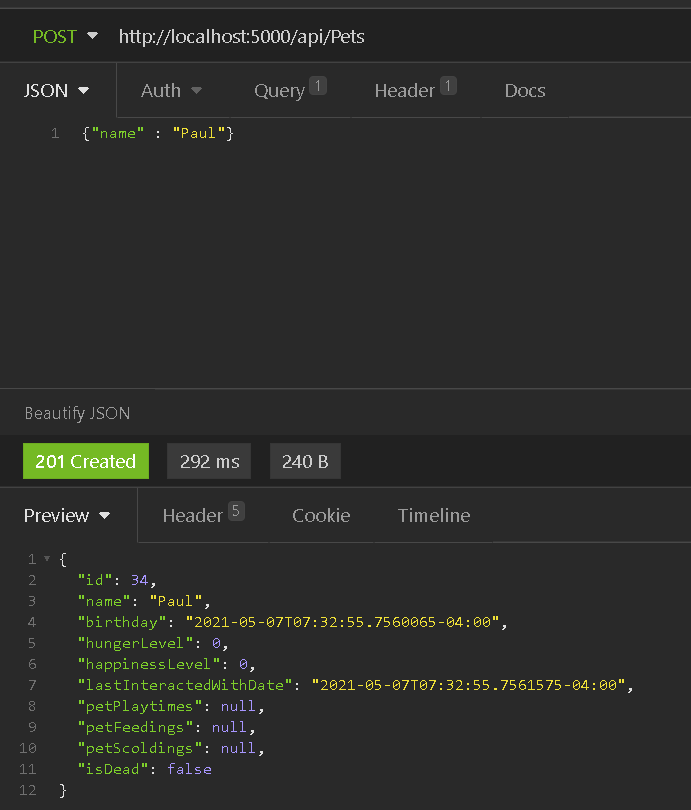 POST http://localhost:5000/api/Pets
JSON Auth Query 1 Header 1 Docs
1 {"name" : "Paul"}
Beautify JSON
201 Created 292 ms 240 B
Preview Header 5 Cookie Timeline
1 {
2 "id": 34,
3 "name": "Paul",
4 "birthday": "2021-05-07T07:32:55.7560065-04:00",
5 "hungerLevel": 0,
6 "happinessLevel": 0,
7 "lastInteractedWithDate": "2021-05-07T07:32:55.7561575-04:00",
8 "petPlaytimes": null,
9 "petFeedings": null,
10 "petScoldings": null,
11 "isDead": false
12 }